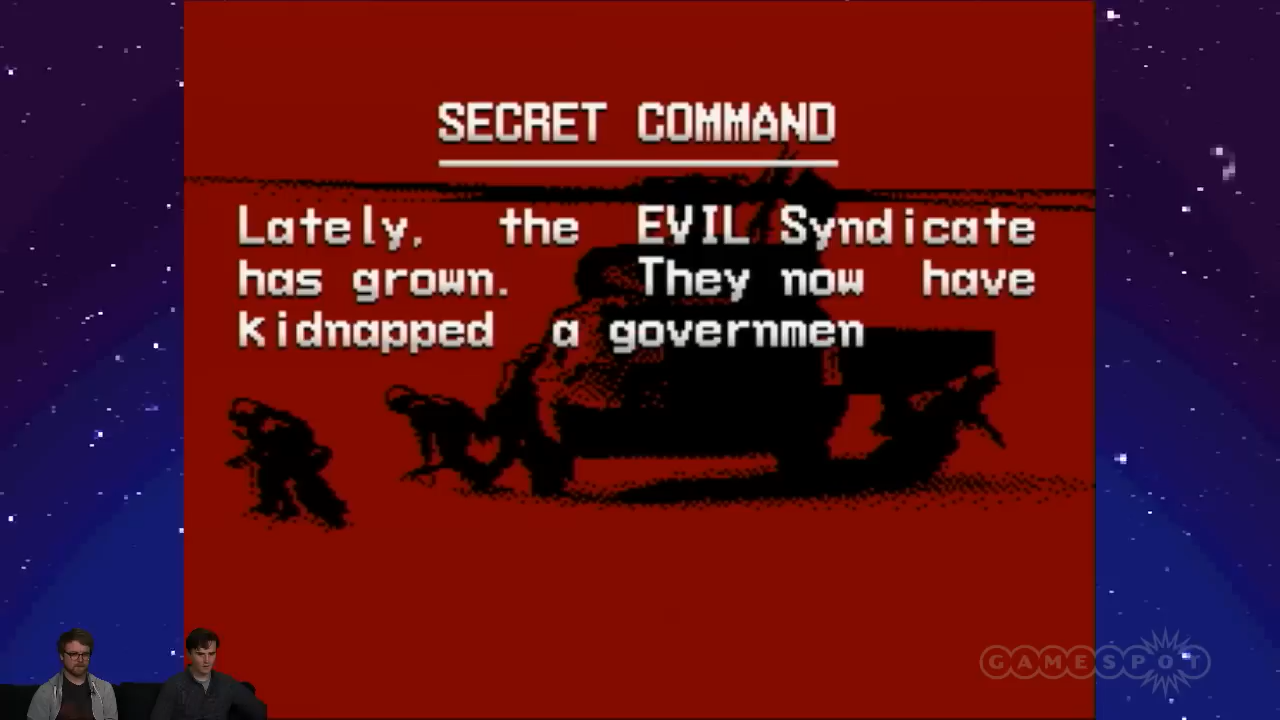 SECRET COMMAND
Lately, the EVIL Syndicate
has grown. They now have
kidnapped a governmen
GAMESPOT